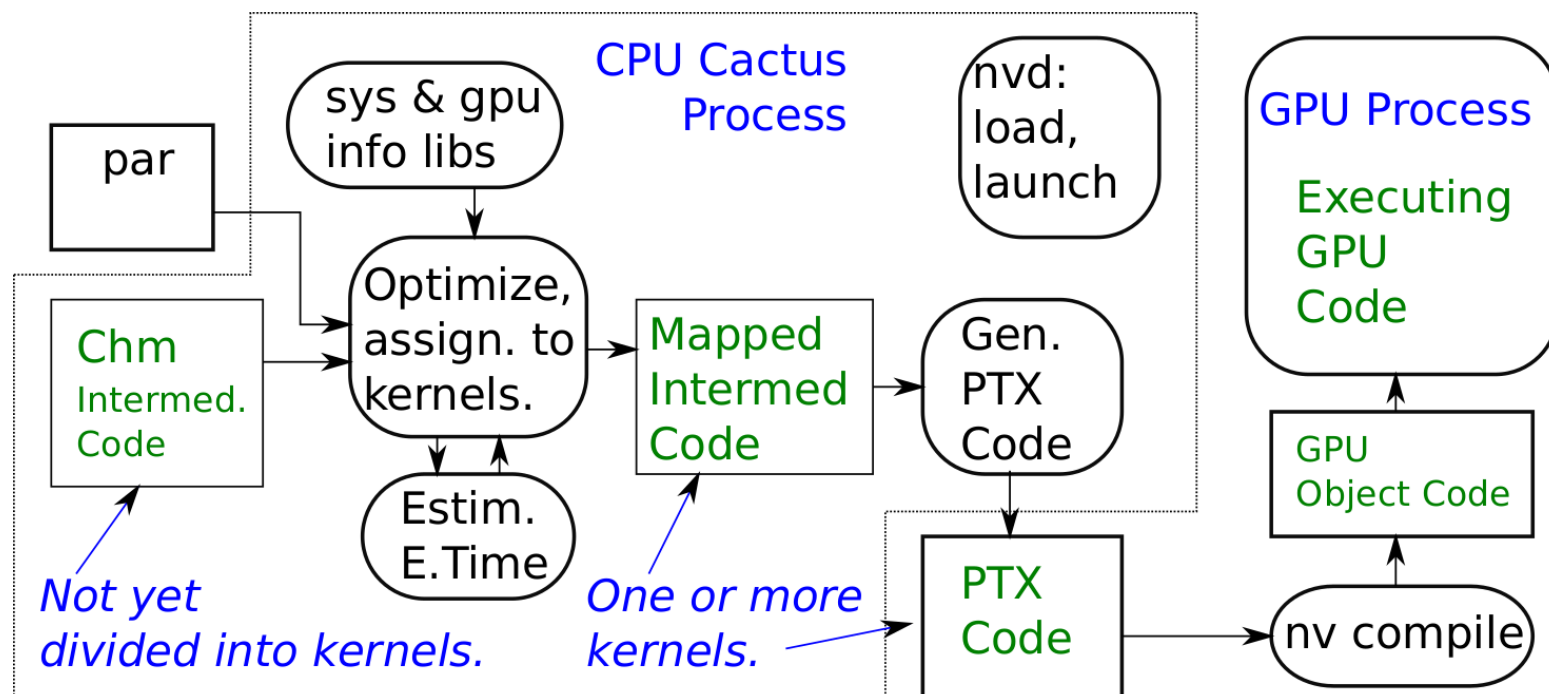 CPU Cactus
Process
sys & gpu
info libs
nvd:
load,
launch
par
GPU Process
Executing
GPU
Code
Optimize,
assign. to
kernels.
Chm
Intermed.
Code
Mapped
Intermed
Code
Gen.
PTX
Code
Estim.
E.Time
GPU
Object Code
Not yet
divided into kernels.
One or more
kernels.
PTX
Code
nv compile